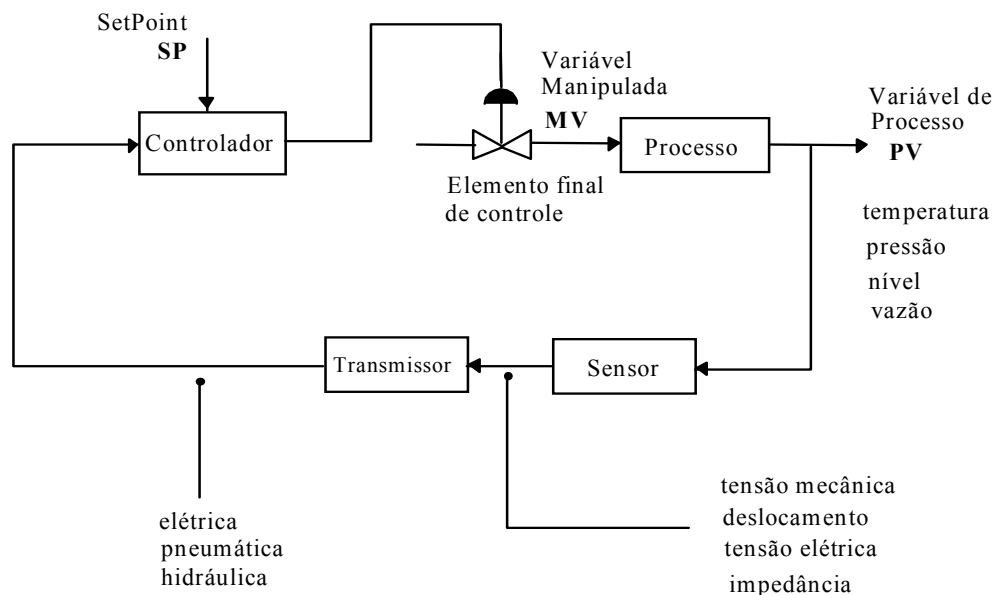 SetPoint
SP
Controlador
Variável
Manipulada
MV
Elemento final
de controle
Processo
Variável de
Processo
PV
temperatura
pressão
nível
vazão
Transmissor
Sensor
elétrica
pneumática
hidráulica
tensão mecânica
deslocamento
tensão elétrica
impedância